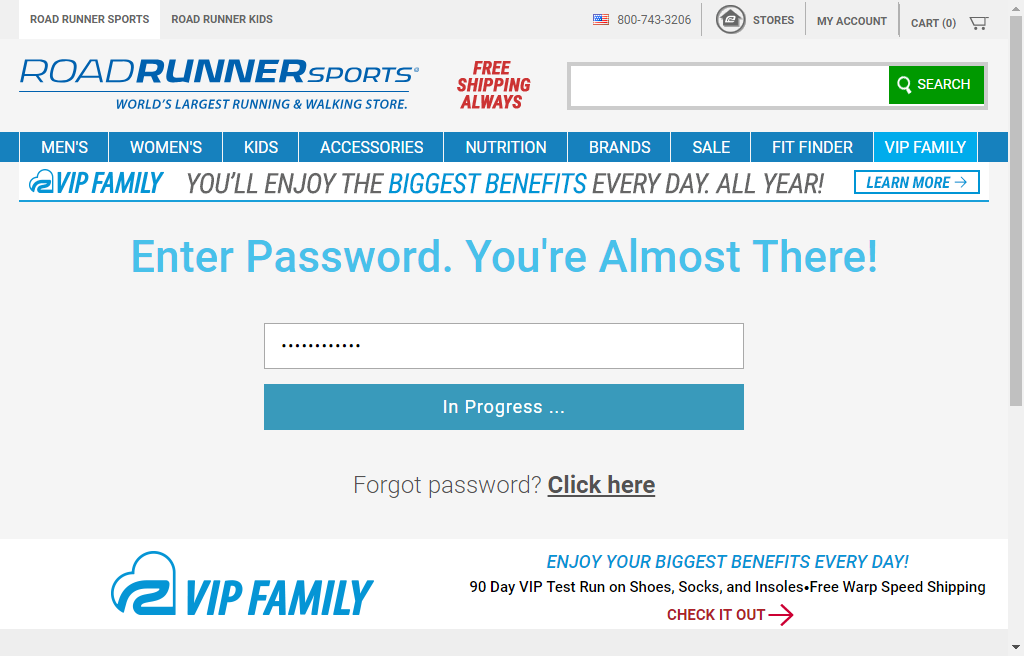 ROAD RUNNER SPORTS ROAD RUNNER KIDS 800-743-3206 STORES MY ACCOUNT CART (0)
ROADRUNNERSPORTS®
WORLD'S LARGEST RUNNING & WALKING STORE.
FREE
SHIPPING
ALWAYS
SEARCH
MEN'S WOMEN'S KIDS ACCESSORIES NUTRITION BRANDS SALE FIT FINDER VIP FAMILY
VIP FAMILY YOU'LL ENJOY THE BIGGEST BENEFITS EVERY DAY. ALL YEAR! LEARN MORE →
Enter Password. You're Almost There!
••••••••••••
In Progress ...
Forgot password? Click here
VIP FAMILY
ENJOY YOUR BIGGEST BENEFITS EVERY DAY!
90 Day VIP Test Run on Shoes, Socks, and Insoles•Free Warp Speed Shipping
CHECK IT OUT →